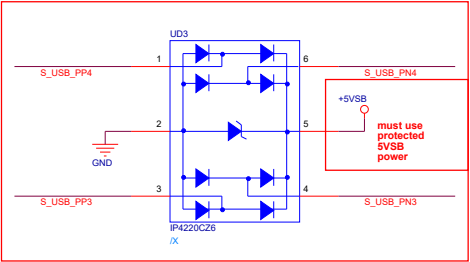 UD3
1
6
S_USB_PP4
S_USB_PN4
+5VSB
2
5
must use
protected
5VSB
power
GND
3
4
S_USB_PP3
S_USB_PN3
IP4220CZ6
/X